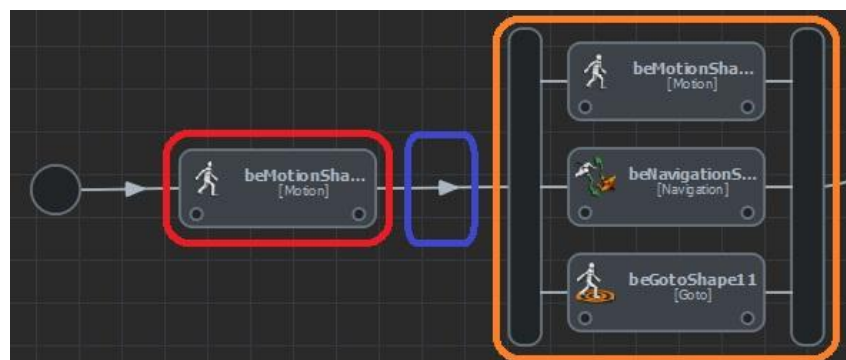 beMotionSha...
[Motion]
beMotionSha...
[Motion]
beNavigationS...
[Navigation]
beGotoShape11
[Goto]